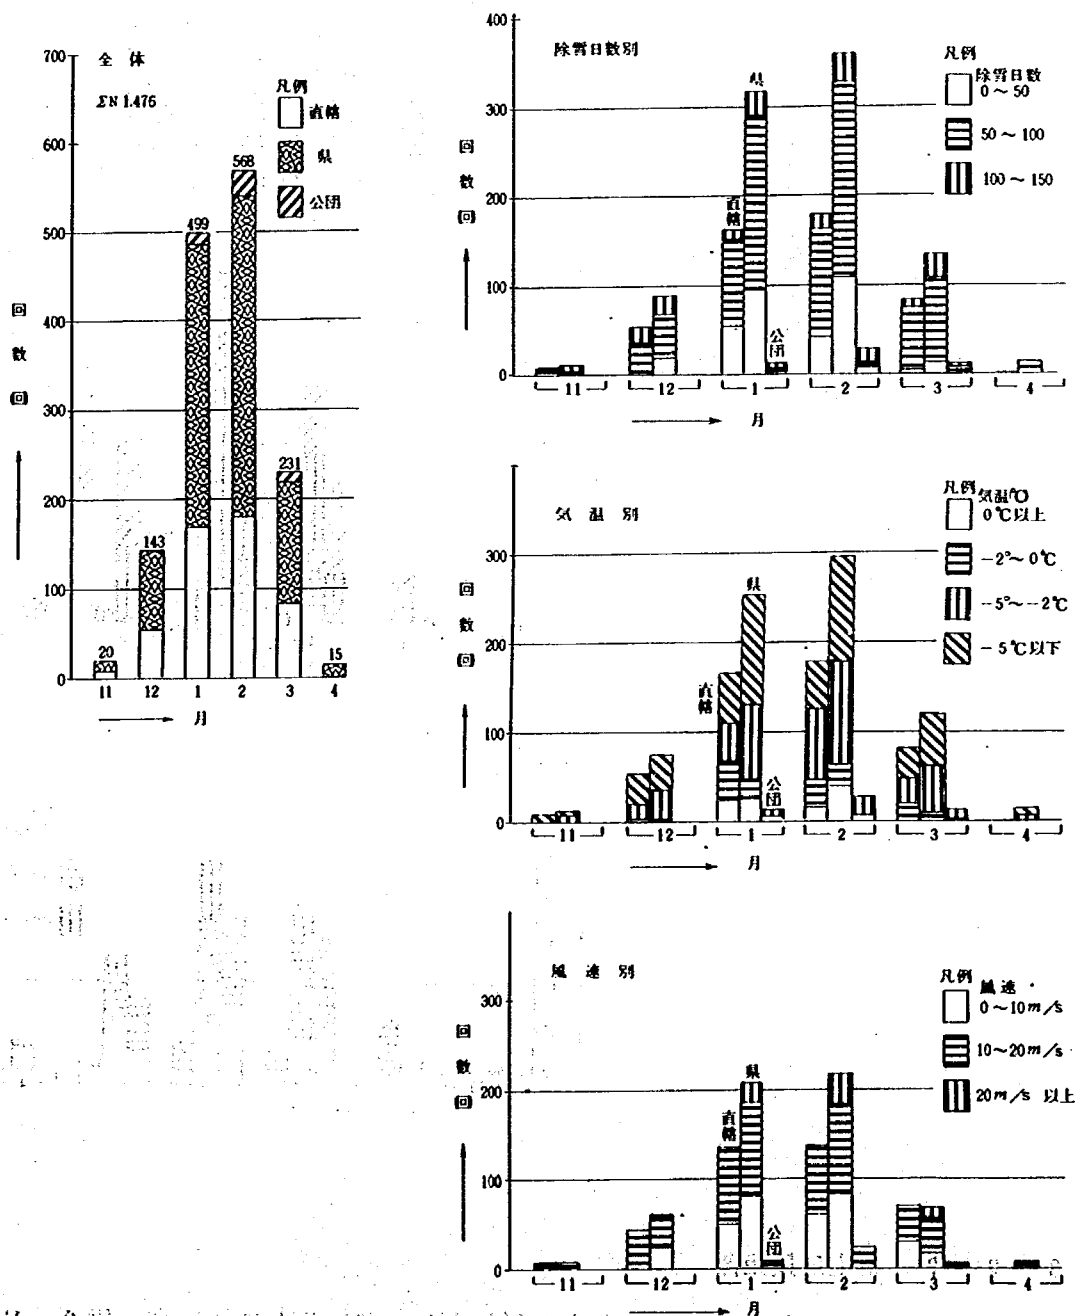 全体
ΣN 1.476
凡例
直轄
県
公団
700
600
500
400
300
200
100
0
回数(回)
20
143
499
568
231
15
11 12 1 2 3 4
月
除雪日数別
凡例
除雪日数
0～50
50～100
100～150
400
300
200
100
0
回数(回)
直轄
県
公団
11 12 1 2 3 4
月
気温別
凡例
気温(℃)
0℃以上
-2°～0℃
-5°～-2℃
-5℃以下
300
200
100
0
回数(回)
直轄
県
公団
11 12 1 2 3 4
月
風速別
凡例
風速
0～10m/s
10～20m/s
20m/s 以上
300
200
100
0
回数(回)
直轄
県
公団
11 12 1 2 3 4
月